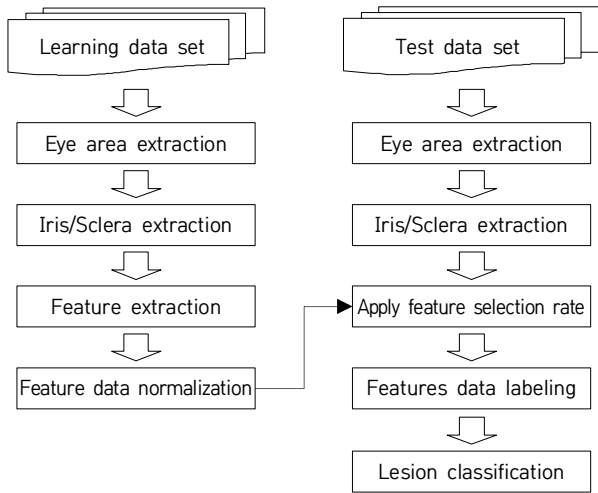 Learning data set
Eye area extraction
Iris/Sclera extraction
Feature extraction
Feature data normalization
Test data set
Eye area extraction
Iris/Sclera extraction
Apply feature selection rate
Features data labeling
Lesion classification